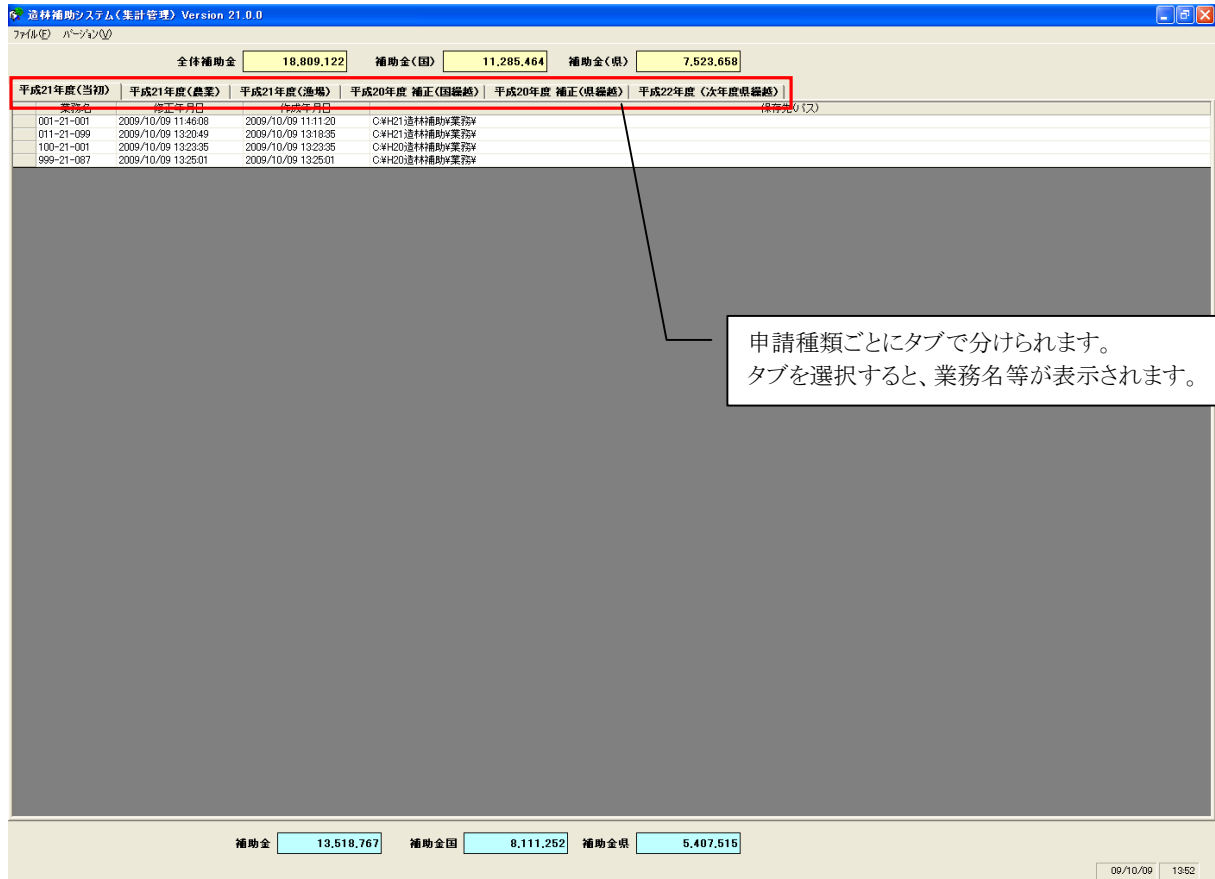 造林補助システム(集計管理) Version 21.0.0
ファイル(F) バージョン(V)
全体補助金 18,809,122 補助金(国) 11,285,464 補助金(県) 7,523,658
平成21年度(当初) 平成21年度(農業) 平成21年度(漁場) 平成20年度 補正(国繰越) 平成20年度 補正(県繰越) 平成22年度 (次年度県繰越)
業務名 修正年月日 作成年月日 保存先(パス)
001-21-001 2009/10/09 11:46:08 2009/10/09 11:11:20 C:¥H21造林補助¥業務¥
011-21-099 2009/10/09 13:20:49 2009/10/09 13:18:35 C:¥H21造林補助¥業務¥
100-21-001 2009/10/09 13:23:35 2009/10/09 13:23:35 C:¥H20造林補助¥業務¥
999-21-087 2009/10/09 13:25:01 2009/10/09 13:25:01 C:¥H20造林補助¥業務¥
申請種類ごとにタブで分けられます。
タブを選択すると、業務名等が表示されます。
補助金 13,518,767 補助金国 8,111,252 補助金県 5,407,515
09/10/09 13:52